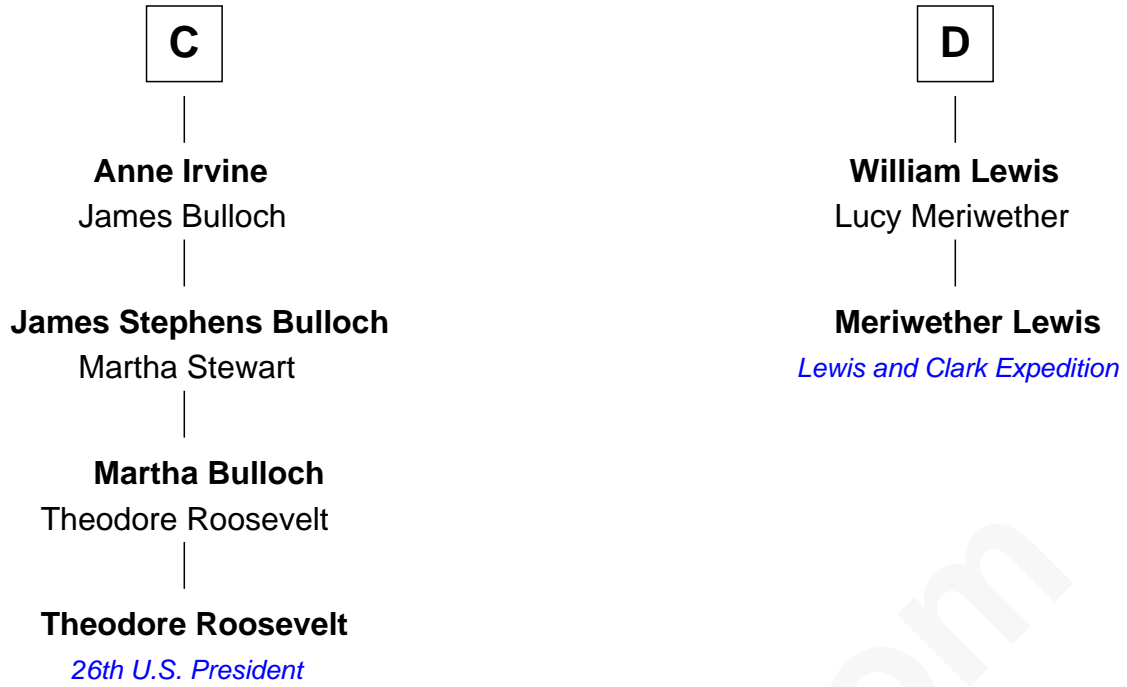 C
Anne Irvine
James Bulloch
James Stephens Bulloch
Martha Stewart
Martha Bulloch
Theodore Roosevelt
Theodore Roosevelt
26th U.S. President
D
William Lewis
Lucy Meriwether
Meriwether Lewis
Lewis and Clark Expedition
om